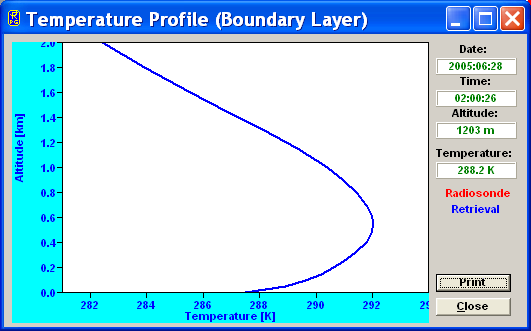 Temperature Profile (Boundary Layer)
Date:
2005:06:28
Time:
02:00:26
Altitude:
1203 m
Temperature:
288.2 K
Radiosonde
Retrieval
Print
Close
Altitude [km]
2.0
1.8
1.6
1.4
1.2
1.0
0.8
0.6
0.4
0.2
0.0
282 284 286 288 290 292 29
Temperature [K]